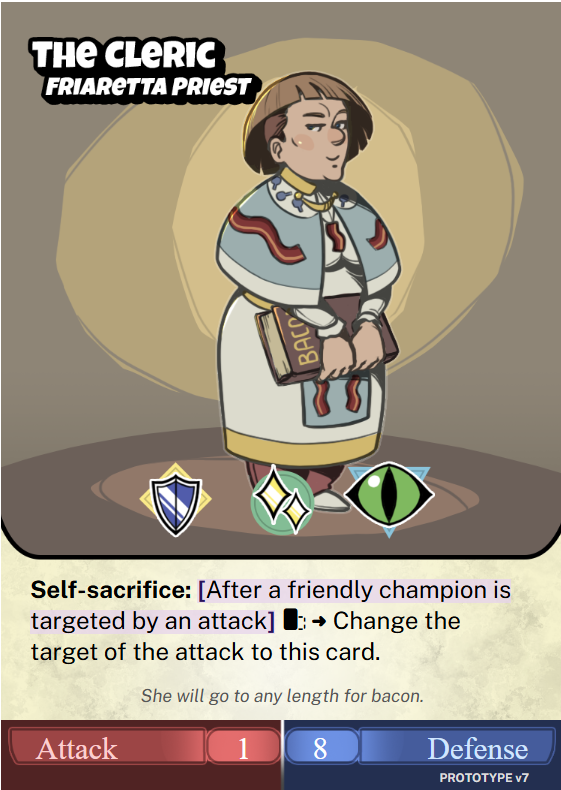 THE CLERIC
FRIARETTA PRIEST
BACO
Self-sacrifice: [After a friendly champion is
targeted by an attack] ➜ Change the
target of the attack to this card.
She will go to any length for bacon.
Attack 1 8 Defense
PROTOTYPE v7